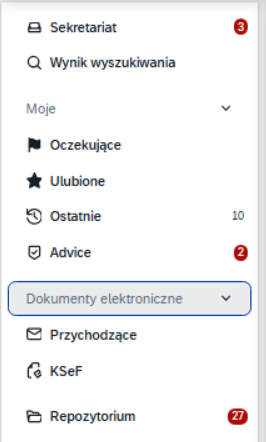 Sekretariat 3
Wynik wyszukiwania
Moje
Oczekujące
Ulubione
Ostatnie 10
Advice 2
Dokumenty elektroniczne
Przychodzące
KSeF
Repozytorium 27